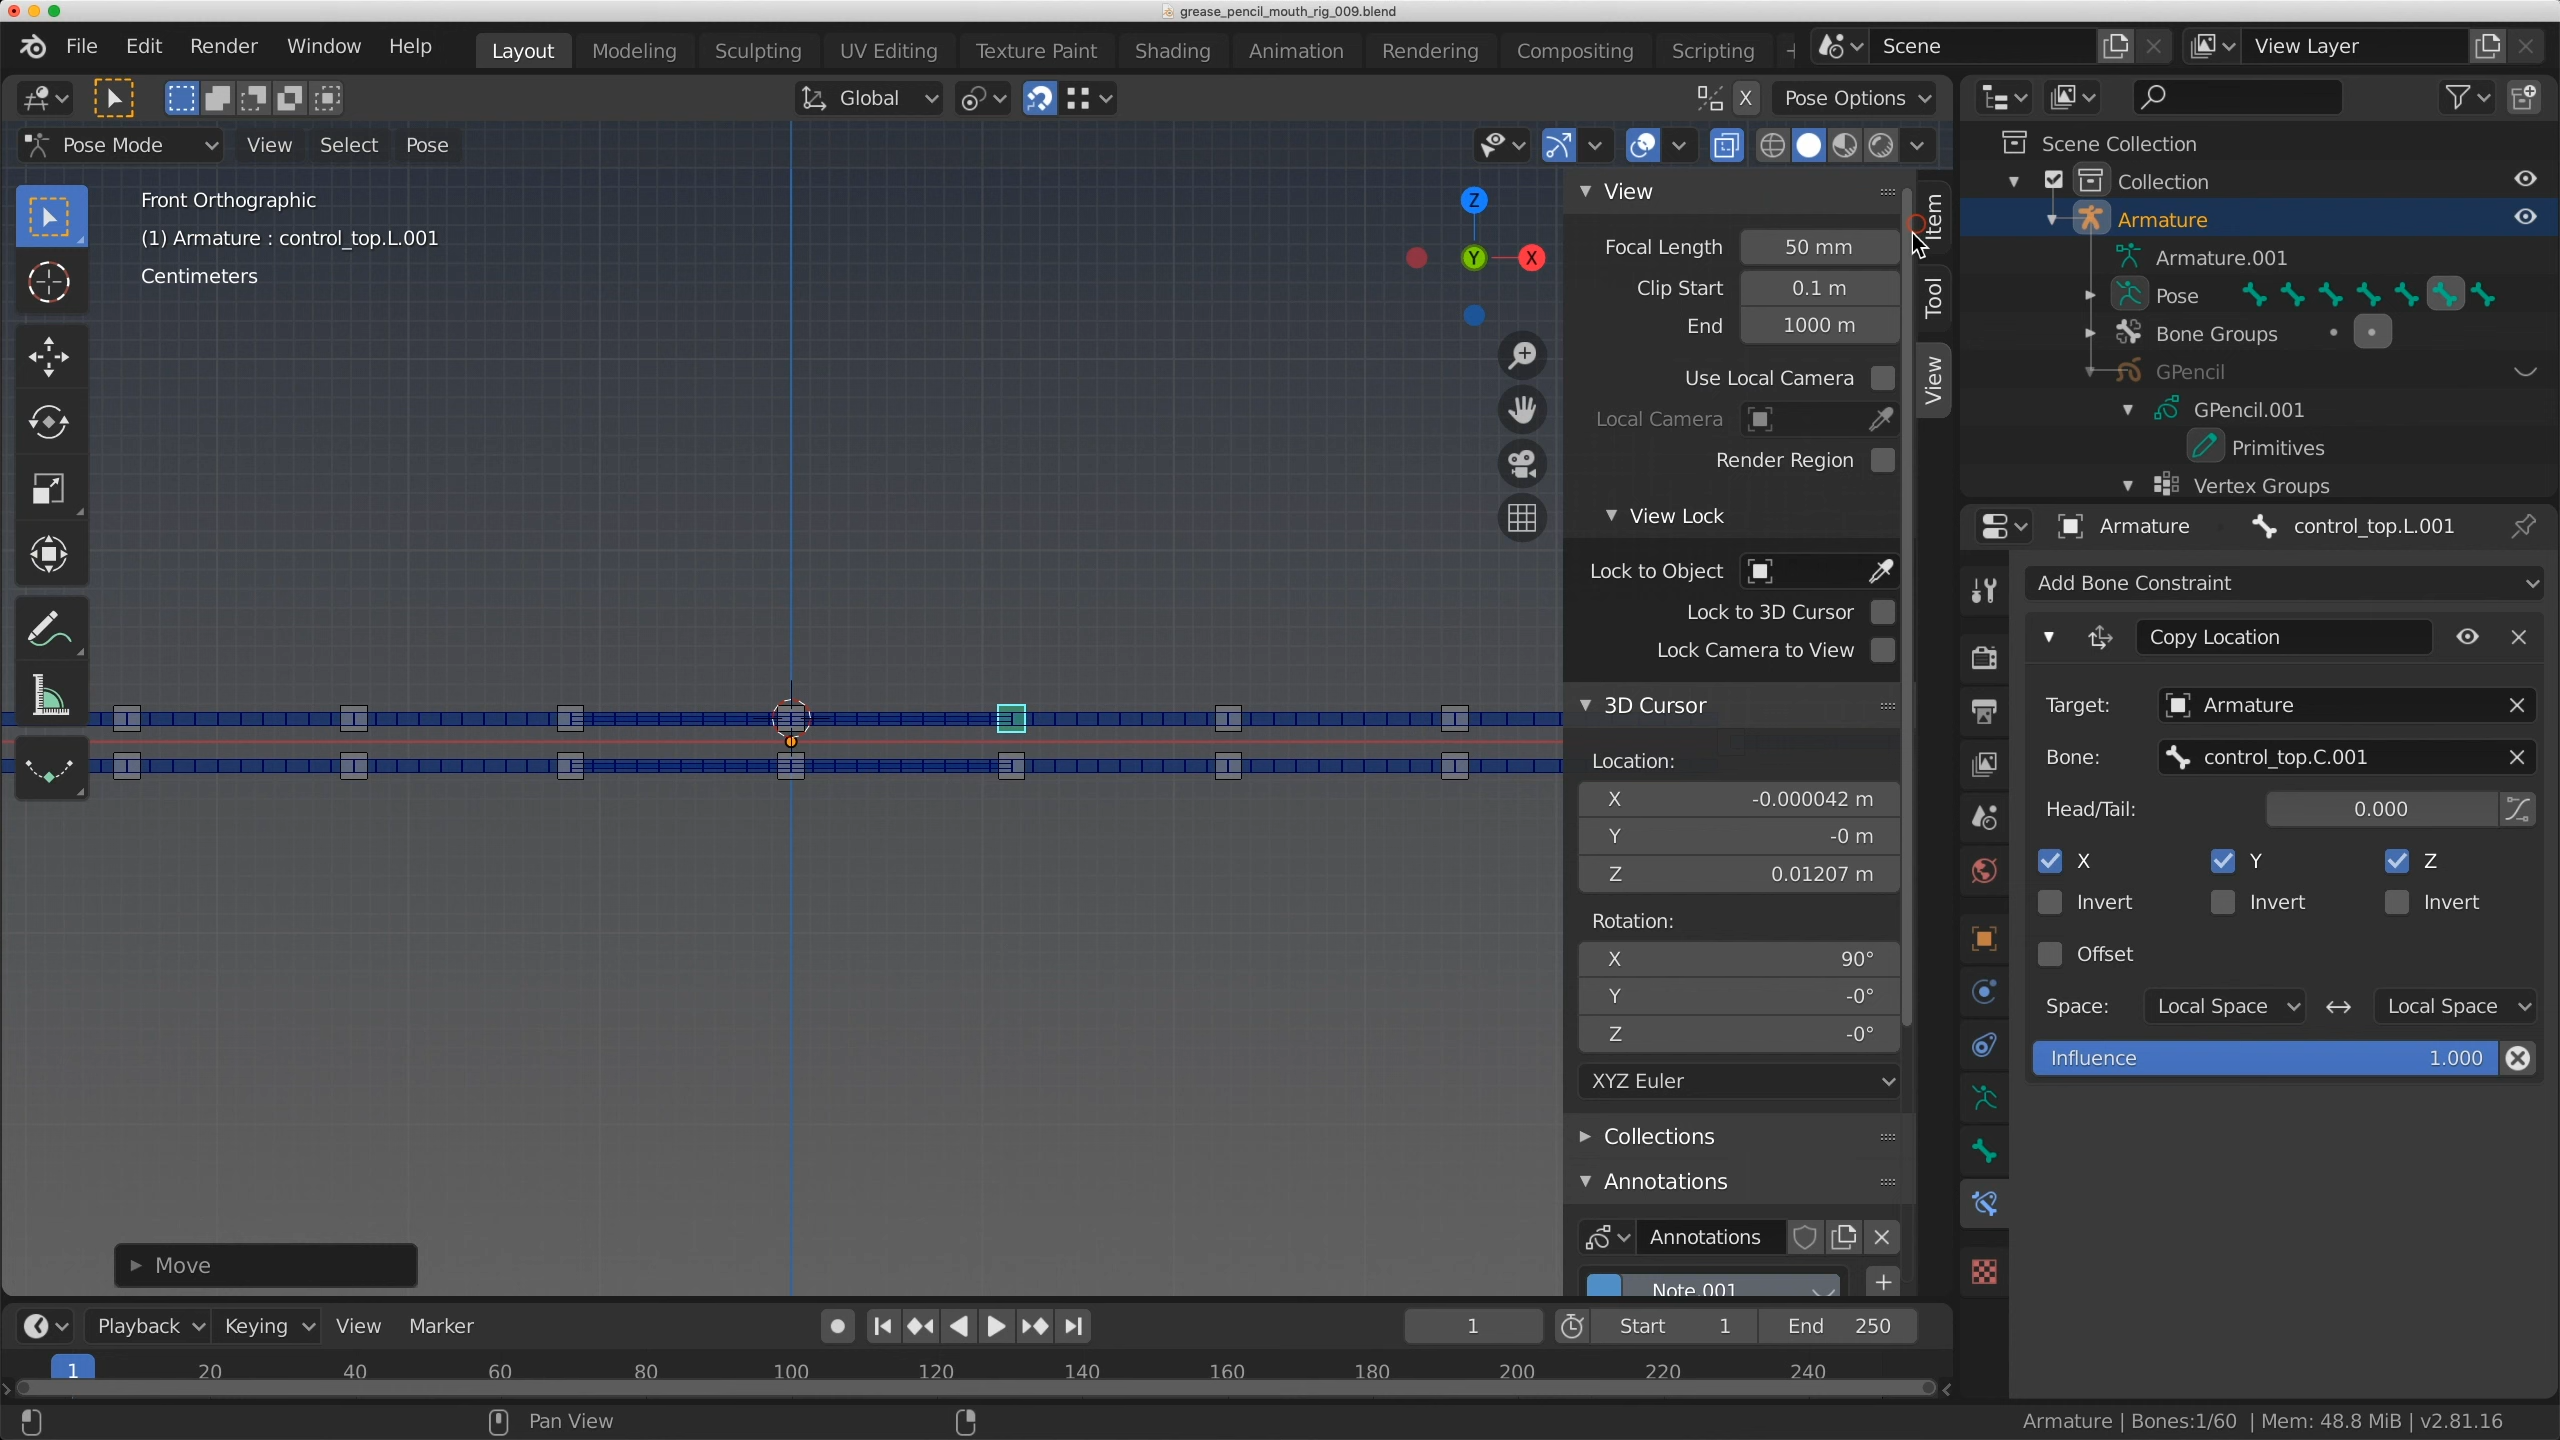 grease_pencil_mouth_rig_009.blend
File Edit Render Window Help Layout Modeling Sculpting UV Editing Texture Paint Shading Animation Rendering Compositing Scripting Scene View Layer
Global X Pose Options
Pose Mode View Select Pose
Front Orthographic
(1) Armature : control_top.L.001
Centimeters
Z
Y
X
View
Focal Length 50 mm
Clip Start 0.1 m
End 1000 m
Use Local Camera
Local Camera
Render Region
View Lock
Lock to Object
Lock to 3D Cursor
Lock Camera to View
3D Cursor
Location:
X -0.000042 m
Y -0 m
Z 0.01207 m
Rotation:
X 90°
Y -0°
Z -0°
XYZ Euler
Collections
Annotations
Annotations
Note.001
Item
Tool
View
Scene Collection
Collection
Armature
Armature.001
Pose
Bone Groups
GPencil
GPencil.001
Primitives
Vertex Groups
Armature control_top.L.001
Add Bone Constraint
Copy Location
Target: Armature
Bone: control_top.C.001
Head/Tail: 0.000
X Y Z
Invert Invert Invert
Offset
Space: Local Space Local Space
Influence 1.000
Move
Playback Keying View Marker 1 Start 1 End 250
1 20 40 60 80 100 120 140 160 180 200 220 240
Pan View
Armature | Bones:1/60 | Mem: 48.8 MiB | v2.81.16